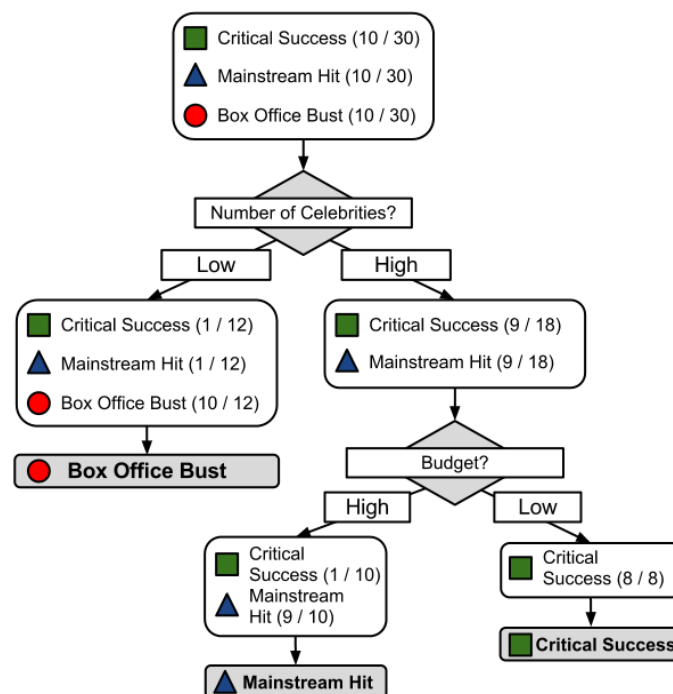 Critical Success (10 / 30)
Mainstream Hit (10 / 30)
Box Office Bust (10 / 30)
Number of Celebrities?
Low
High
Critical Success (1 / 12)
Mainstream Hit (1 / 12)
Box Office Bust (10 / 12)
Critical Success (9 / 18)
Mainstream Hit (9 / 18)
Box Office Bust
Budget?
High
Low
Critical
Success (1 / 10)
Mainstream
Hit (9 / 10)
Critical
Success (8 / 8)
Critical Success
Mainstream Hit